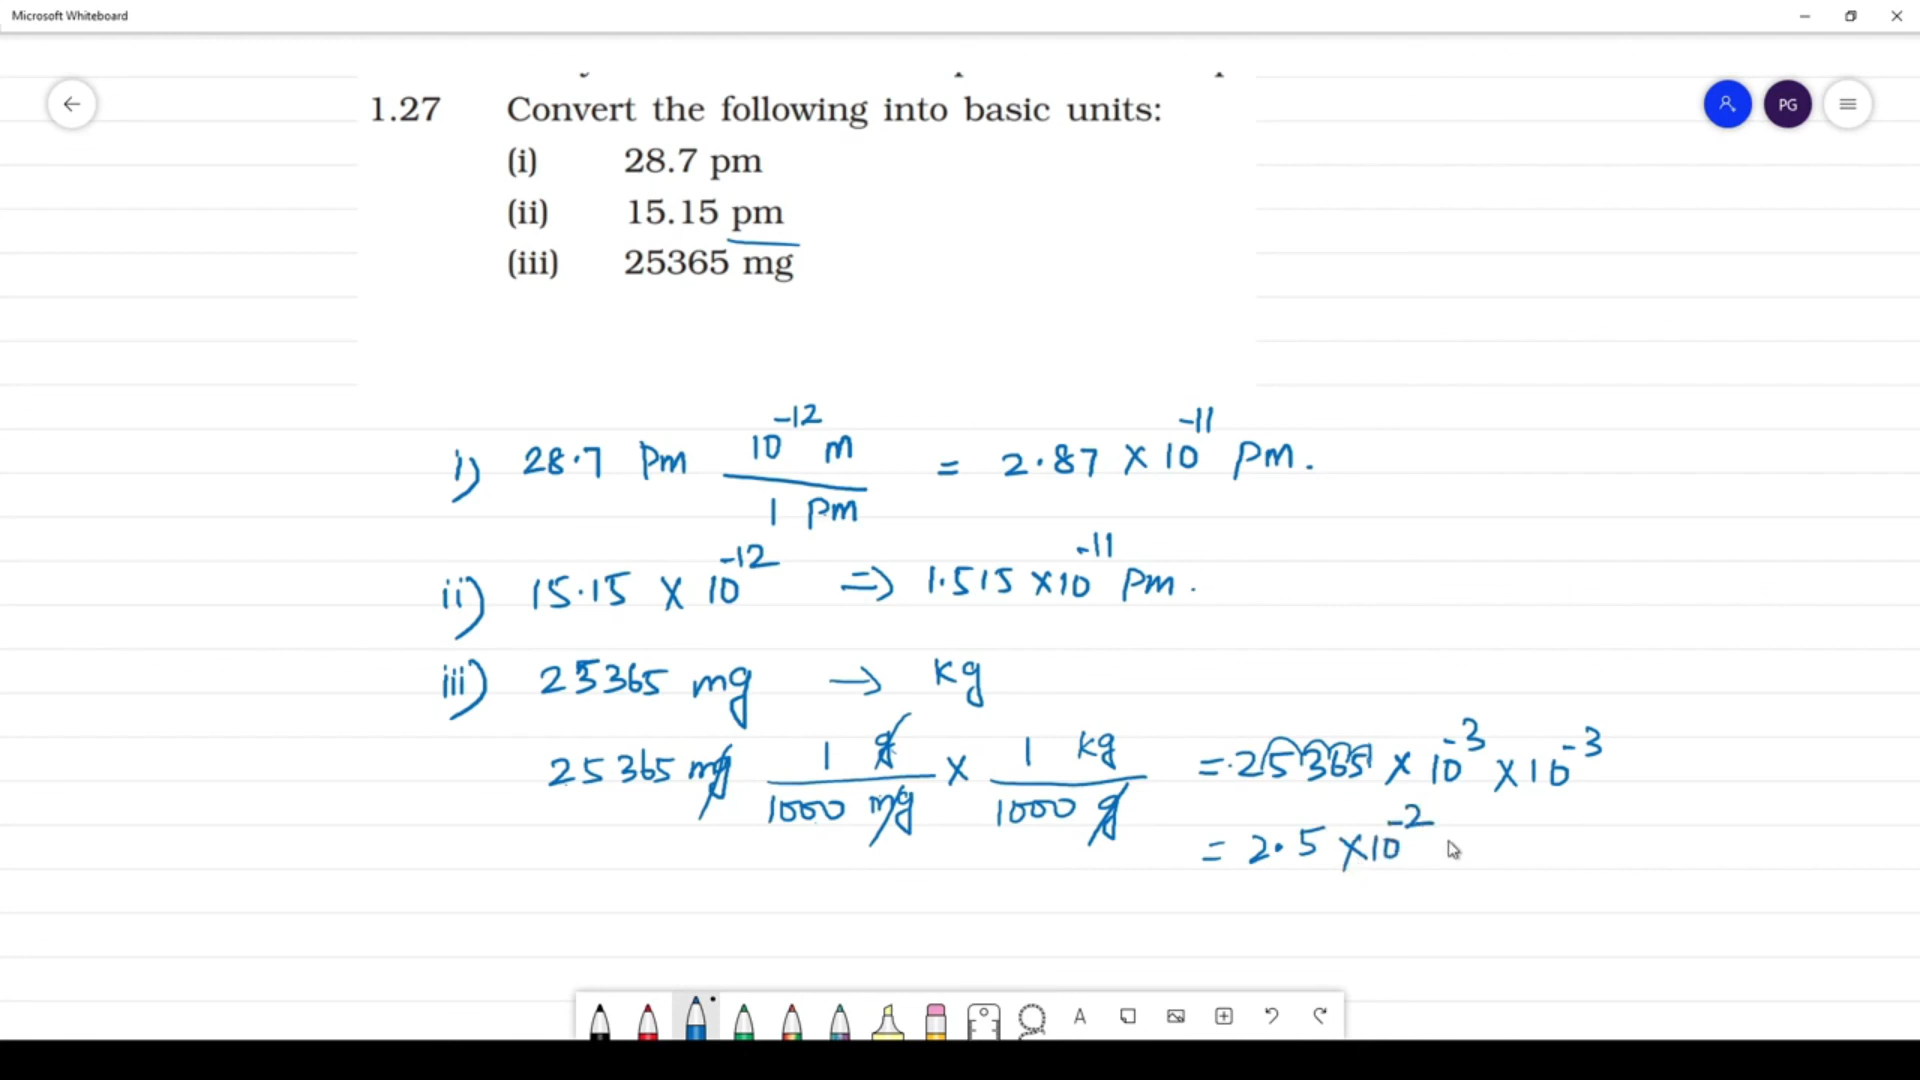 Microsoft Whiteboard
PG
1.27 Convert the following into basic units:
(i) 28.7 pm
(ii) 15.15 pm
(iii) 25365 mg
i) 28.7 pm 10^-12 m / 1 pm = 2.87 × 10^-11 pm.
ii) 15.15 × 10^-12 ⇒ 1.515 × 10^-11 pm.
iii) 25365 mg → kg
25365 mg 1 g / 1000 mg × 1 kg / 1000 g = 25365 × 10^-3 × 10^-3
= 2.5 × 10^-2
A